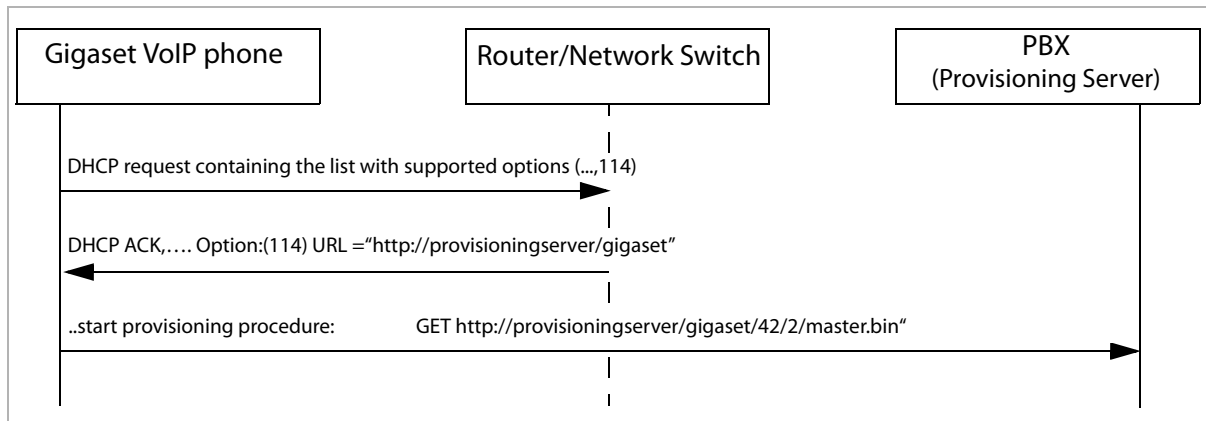 Gigaset VoIP phone
Router/Network Switch
PBX
(Provisioning Server)
DHCP request containing the list with supported options (...,114)
DHCP ACK,…. Option:(114) URL =“http://provisioningserver/gigaset”
..start provisioning procedure: GET http://provisioningserver/gigaset/42/2/master.bin“